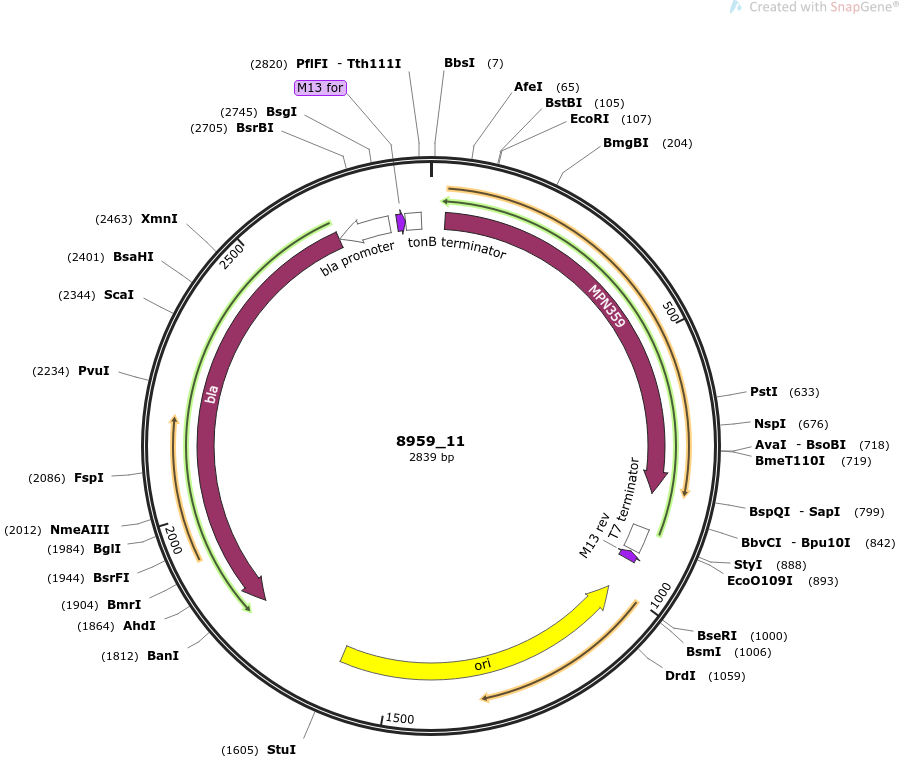 Created with SnapGene®
(2820) PflFI - Tth111I
BbsI (7)
M13 for
AfeI (65)
(2745) BsgI
BstBI (105)
(2705) BsrBI
EcoRI (107)
BmgBI (204)
(2463) XmnI
2500
bla promoter
tonB terminator
(2401) BsaHI
(2344) ScaI
MPN359
500
(2234) PvuI
bla
PstI (633)
NspI (676)
8959_11
2839 bp
AvaI - BsoBI (718)
BmeT110I (719)
(2086) FspI
T7 terminator
BspQI - SapI (799)
(2012) NmeAIII
2000
M13 rev
BbvCI - Bpu10I (842)
(1984) BglI
StyI (888)
(1944) BsrFI
EcoO109I (893)
(1904) BmrI
1000
(1864) AhdI
BseRI (1000)
(1812) BanI
BsmI (1006)
ori
DrdI (1059)
1500
(1605) StuI